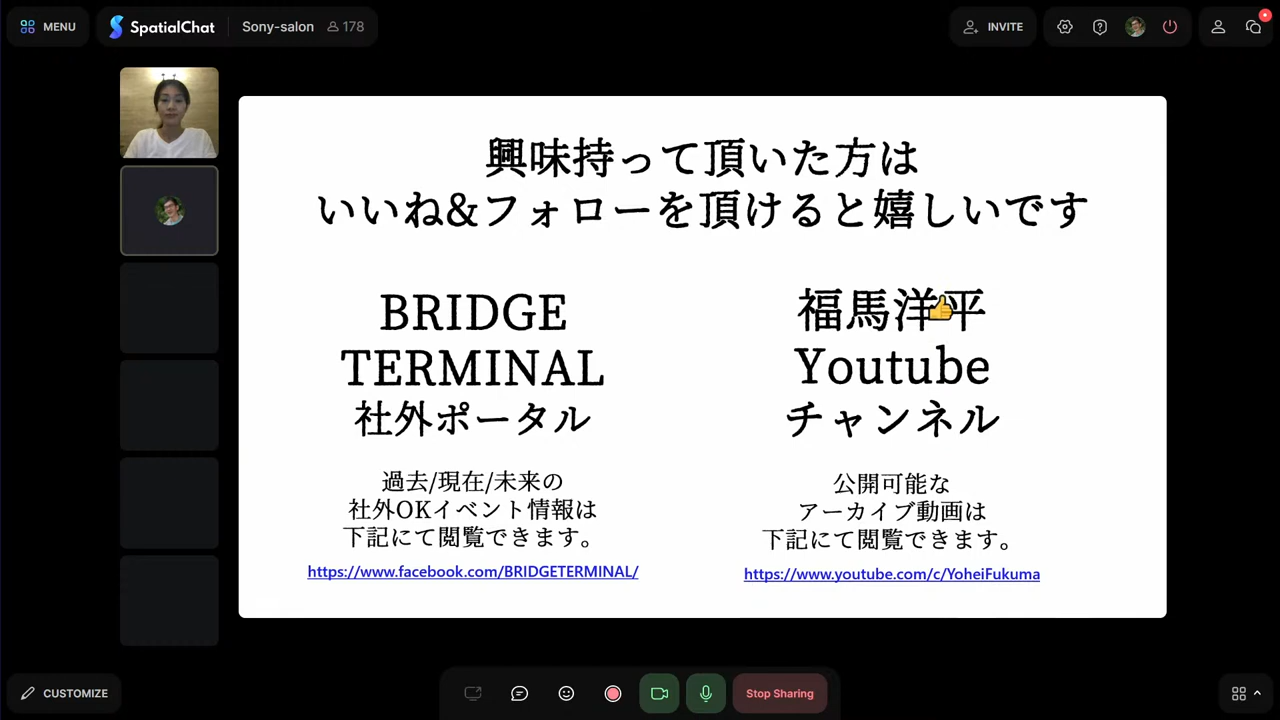 MENU
SpatialChat
Sony-salon
178
INVITE
興味持って頂いた方は
いいね&フォローを頂けると嬉しいです
BRIDGE
TERMINAL
社外ポータル
過去/現在/未来の
社外OKイベント情報は
下記にて閲覧できます。
https://www.facebook.com/BRIDGETERMINAL/
福馬洋平
Youtube
チャンネル
公開可能な
アーカイブ動画は
下記にて閲覧できます。
https://www.youtube.com/c/YoheiFukuma
CUSTOMIZE
Stop Sharing